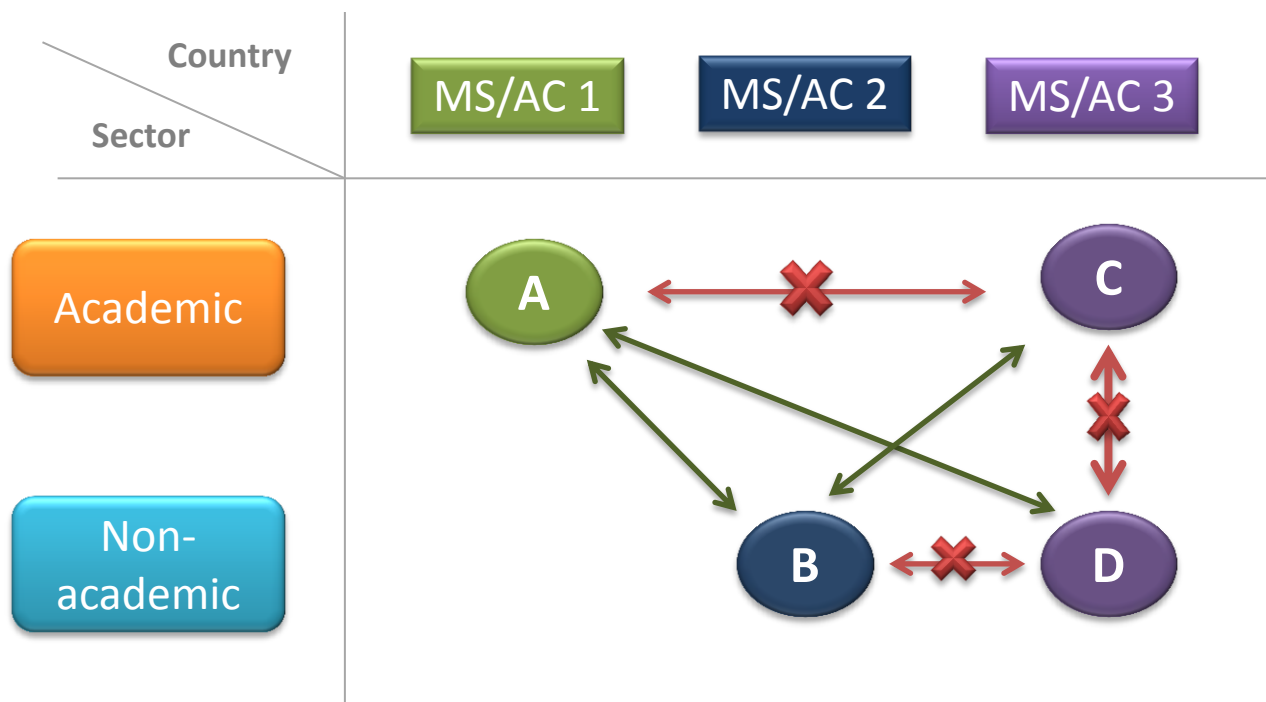 Country
Sector
MS/AC 1
MS/AC 2
MS/AC 3
Academic
A
C
Non-
academic
B
D